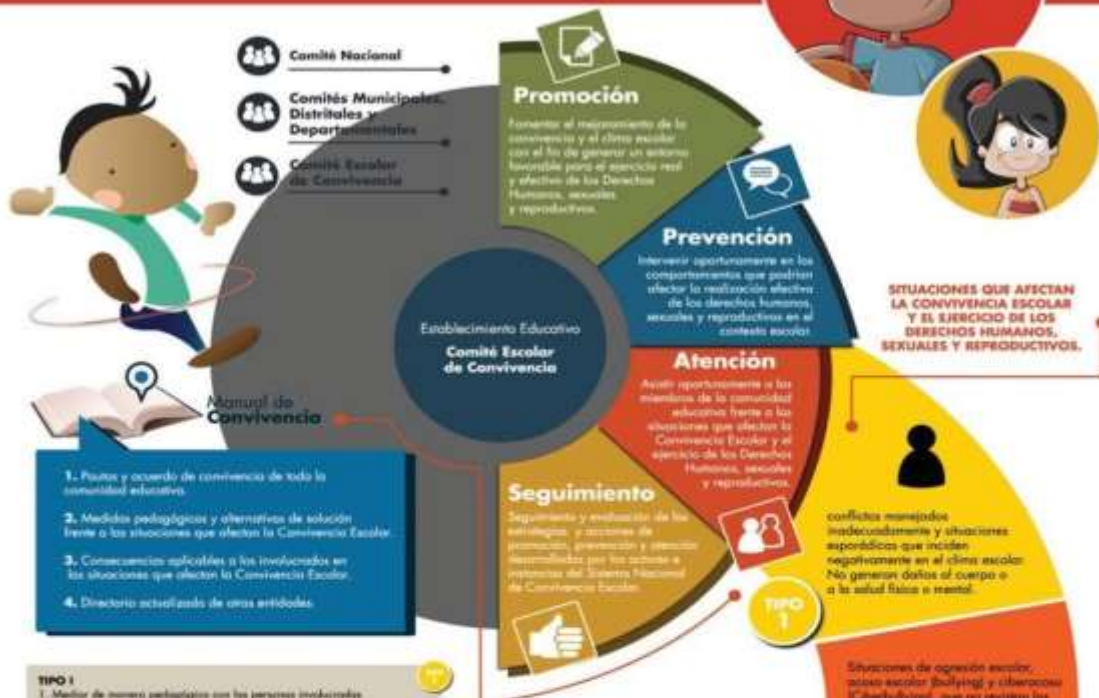 Comité Nacional
Comités Municipales,
Distritales y
Departamentales
Comité Escolar
de Convivencia
Promoción
Fomentar el mejoramiento de la
convivencia y el clima escolar
con el fin de generar un entorno
favorable para el ejercicio real
y efectivo de los Derechos
Humanos, sexuales
y reproductivos.
Prevención
Intervenir oportunamente en los
comportamientos que podrían
afectar la realización efectiva
de los derechos humanos,
sexuales y reproductivos en el
contexto escolar.
SITUACIONES QUE AFECTAN
LA CONVIVENCIA ESCOLAR
Y EL EJERCICIO DE LOS
DERECHOS HUMANOS,
SEXUALES Y REPRODUCTIVOS.
Establecimiento Educativo
Comité Escolar
de Convivencia
Atención
Asistir oportunamente a los
miembros de la comunidad
educativa frente a las
situaciones que afectan la
Convivencia Escolar y el
ejercicio de los Derechos
Humanos, sexuales
y reproductivos.
Manual de
Convivencia
1. Pautas y acuerdo de convivencia de todo la
comunidad educativa.
2. Medidas pedagógicas y alternativas de solución
frente a las situaciones que afectan la Convivencia Escolar.
3. Consecuencias aplicables a los involucrados en
las situaciones que afectan la Convivencia Escolar.
4. Directorio actualizado de otras entidades.
Seguimiento
Seguimiento y evaluación de las
estrategias, y acciones de
promoción, prevención y atención
determinadas por los actores e
instancias del Sistema Nacional
de Convivencia Escolar.
conflictos manejados
inadecuadamente y situaciones
esporádicas que inciden
negativamente en el clima escolar.
No generan daños al cuerpo o
a la salud física o mental.
TIPO
1
TIPO I
1. Mediar de manera pedagógica con las personas involucradas
Situaciones de agresión escolar,
acoso escolar (bullying) y ciberacoso